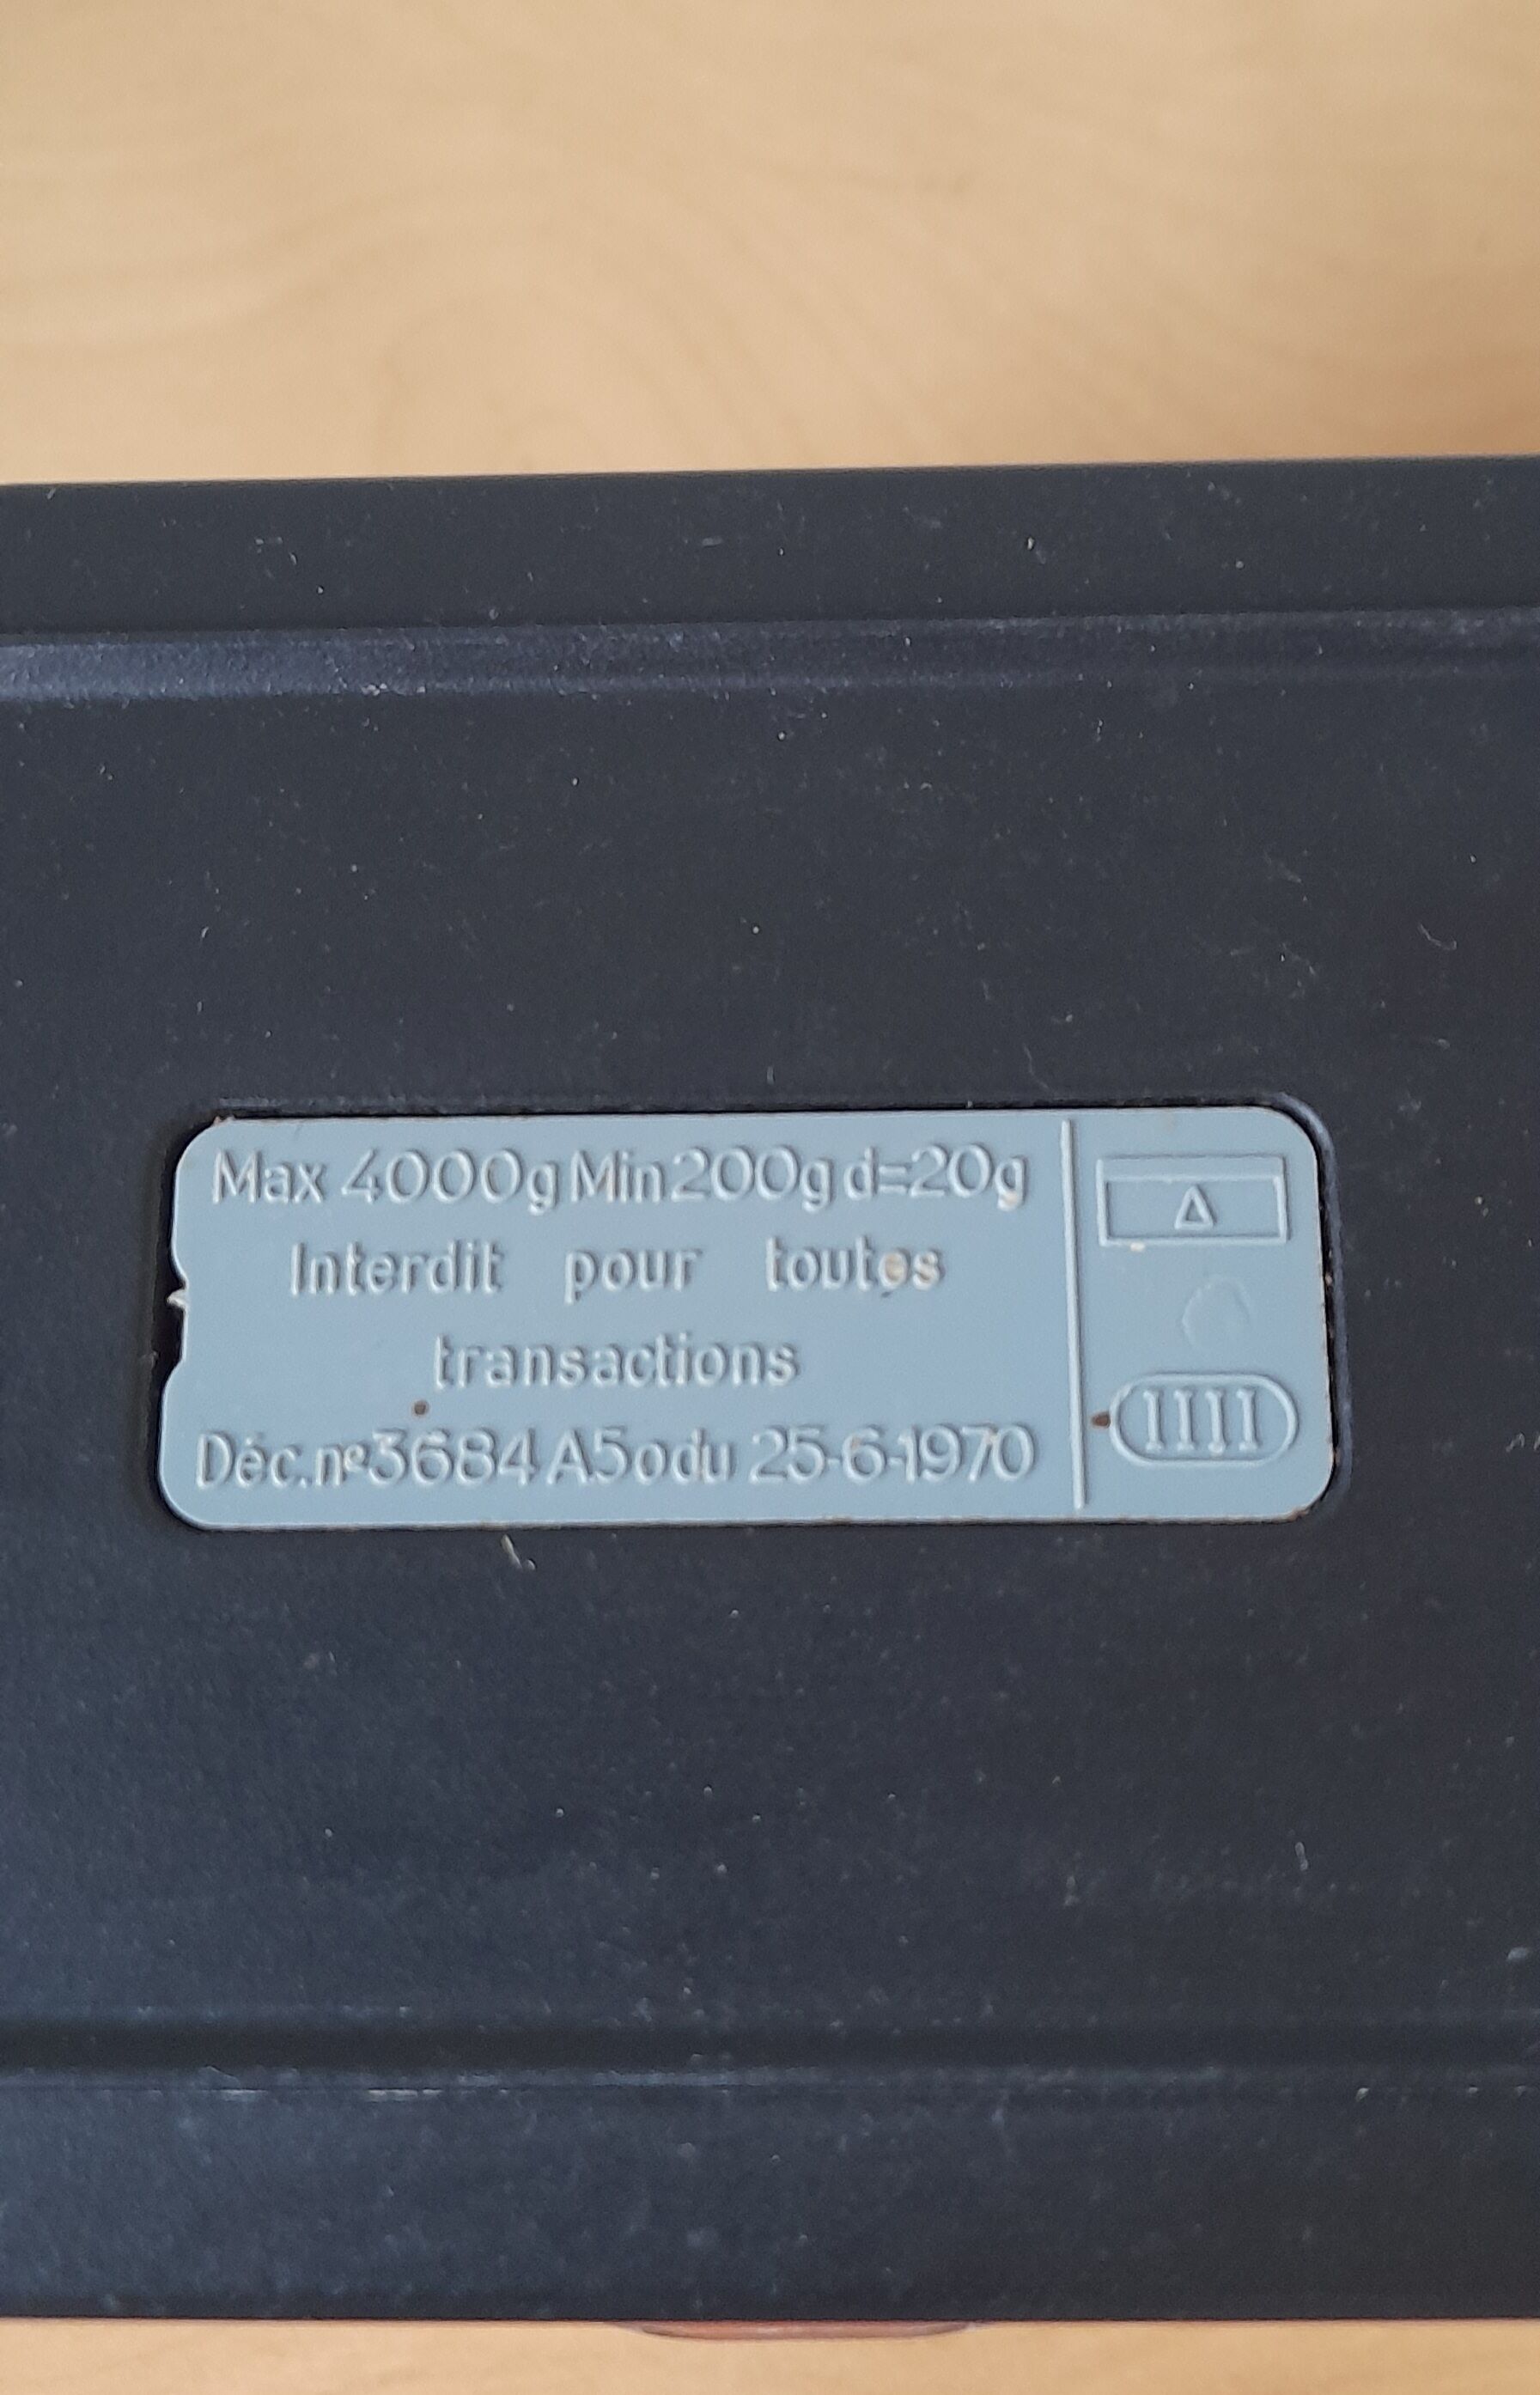 Max 4000g Min 200g d=20g
Interdit pour toutes
transactions
Déc.nº3684 A5o du 25-6-1970
IIII